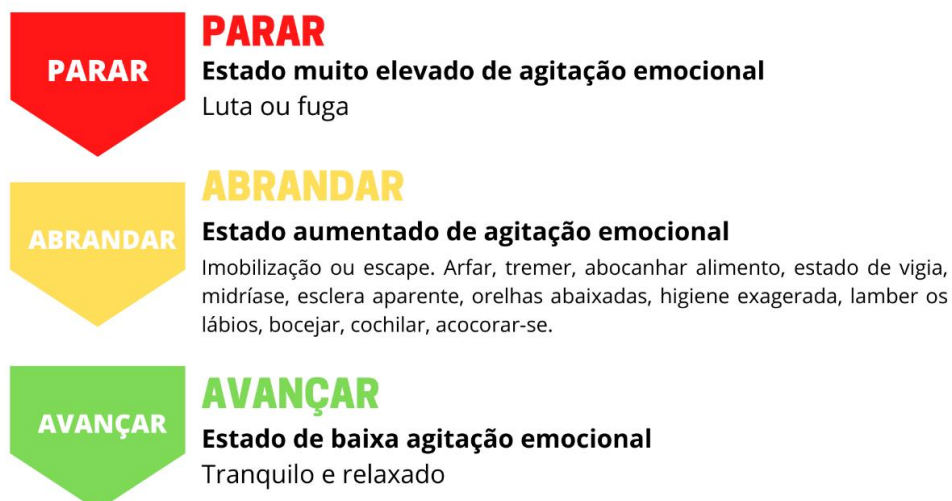 PARAR
PARAR
Estado muito elevado de agitação emocional
Luta ou fuga
ABRANDAR
ABRANDAR
Estado aumentado de agitação emocional
Imobilização ou escape. Arfar, tremer, abocanhar alimento, estado de vigia,
midríase, esclera aparente, orelhas abaixadas, higiene exagerada, lamber os
lábios, bocejar, cochilar, acocorar-se.
AVANÇAR
AVANÇAR
Estado de baixa agitação emocional
Tranquilo e relaxado